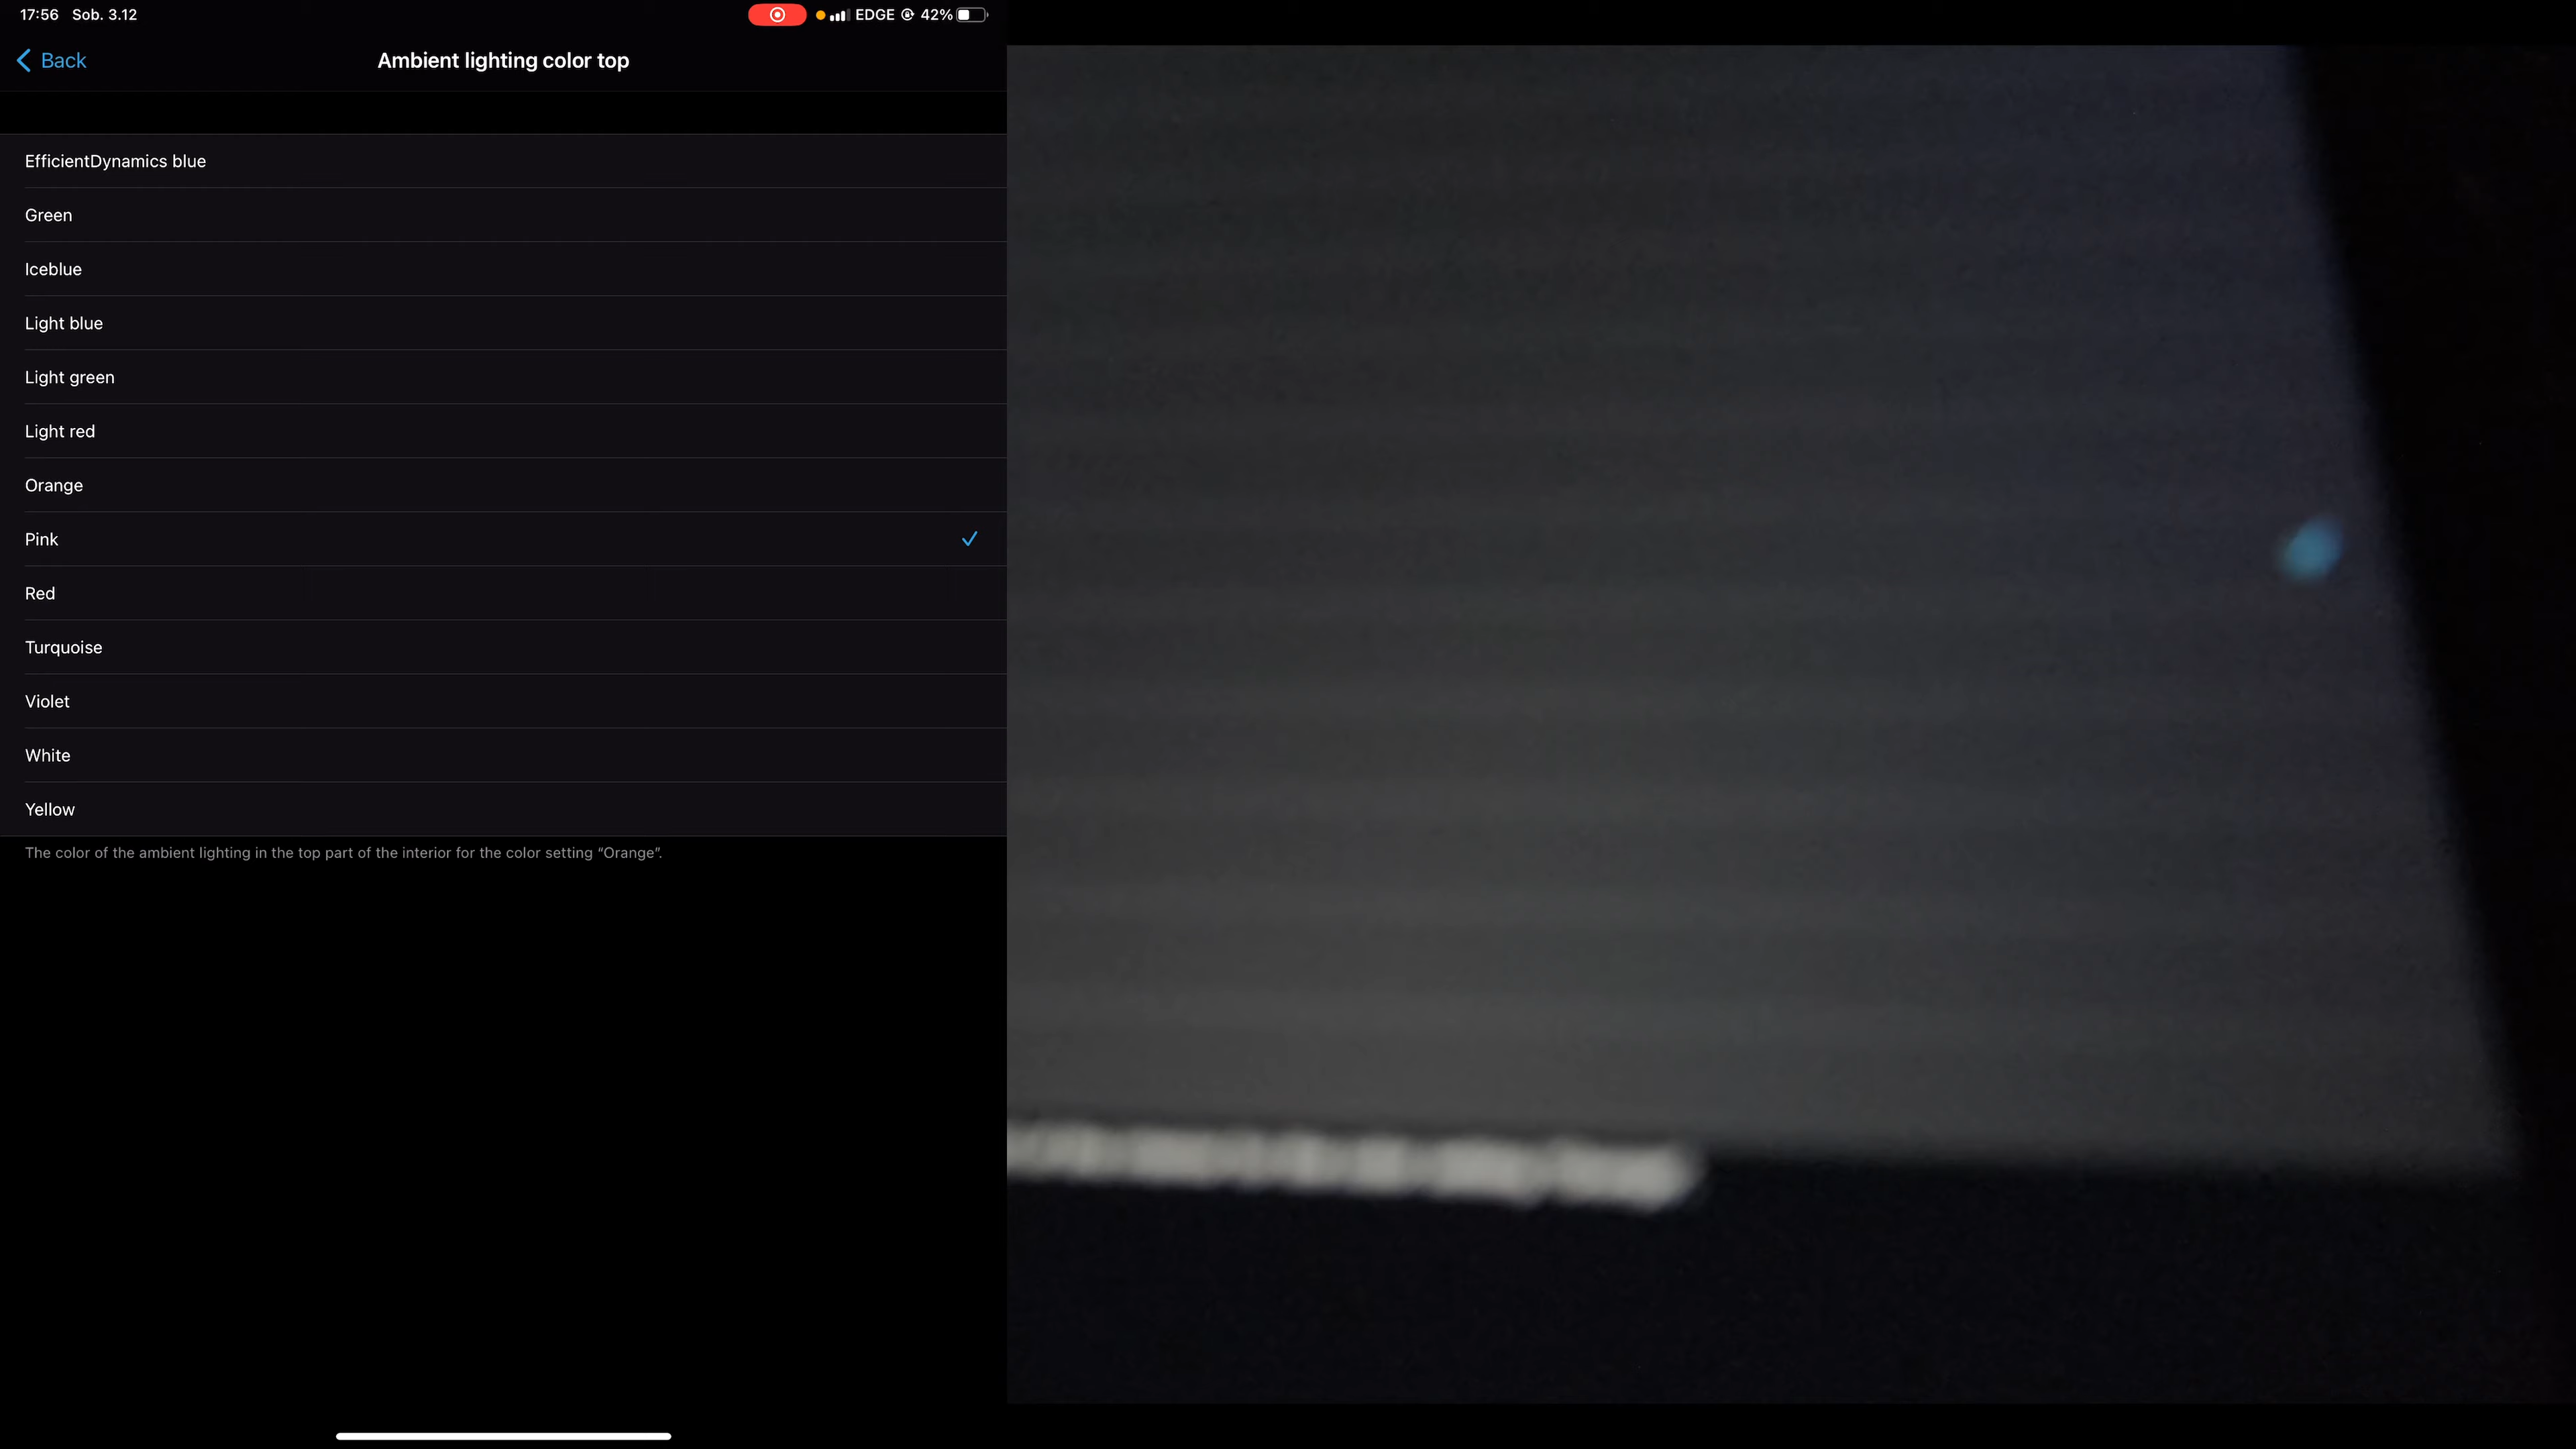 17:56 Sob. 3.12
EDGE 42%
Back
Ambient lighting color top
EfficientDynamics blue
Green
Iceblue
Light blue
Light green
Light red
Orange
Pink
Red
Turquoise
Violet
White
Yellow
The color of the ambient lighting in the top part of the interior for the color setting “Orange”.